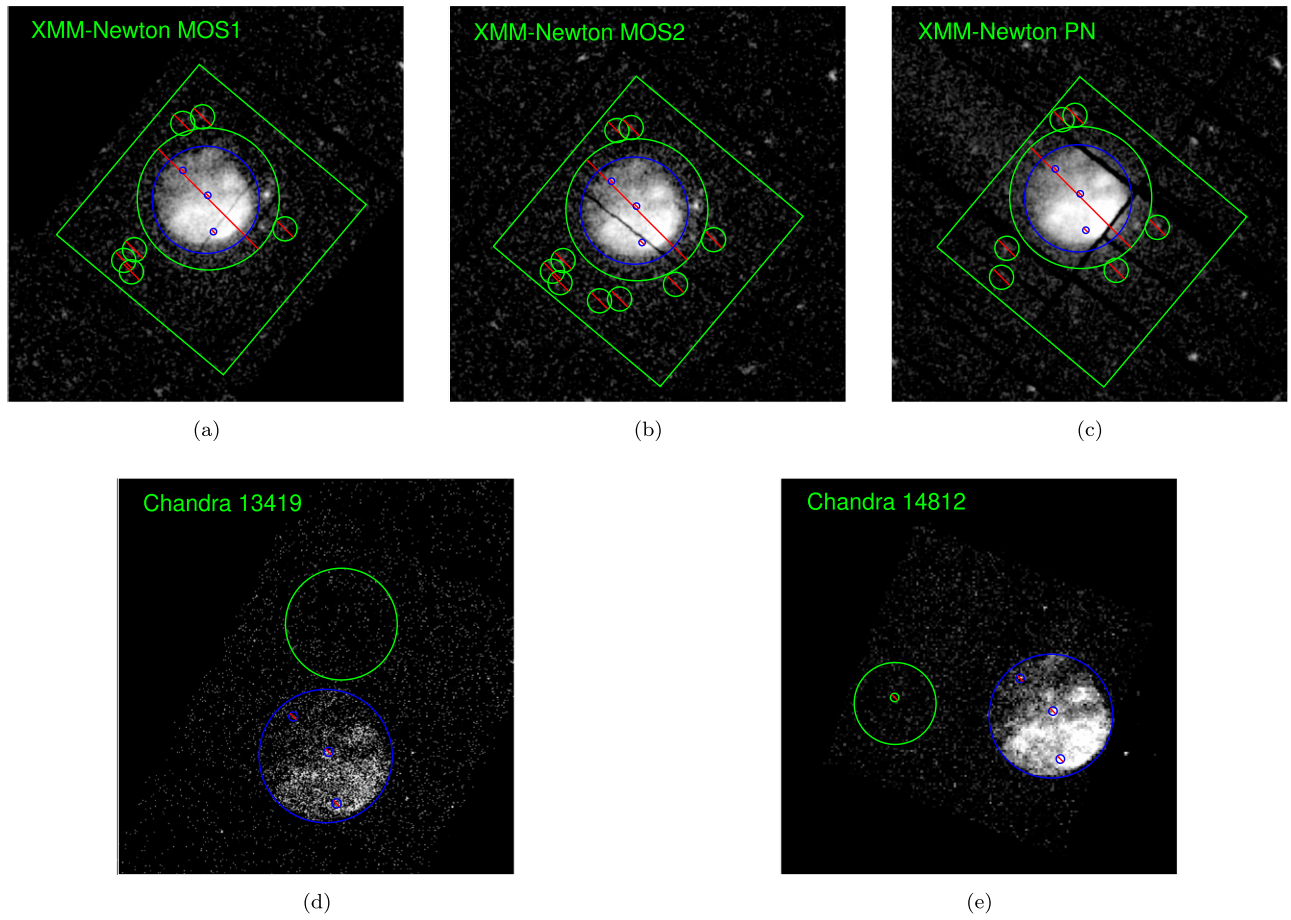 XMM-Newton MOS1
XMM-Newton MOS2
XMM-Newton PN
(a)
(b)
(c)
Chandra 13419
Chandra 14812
(d)
(e)